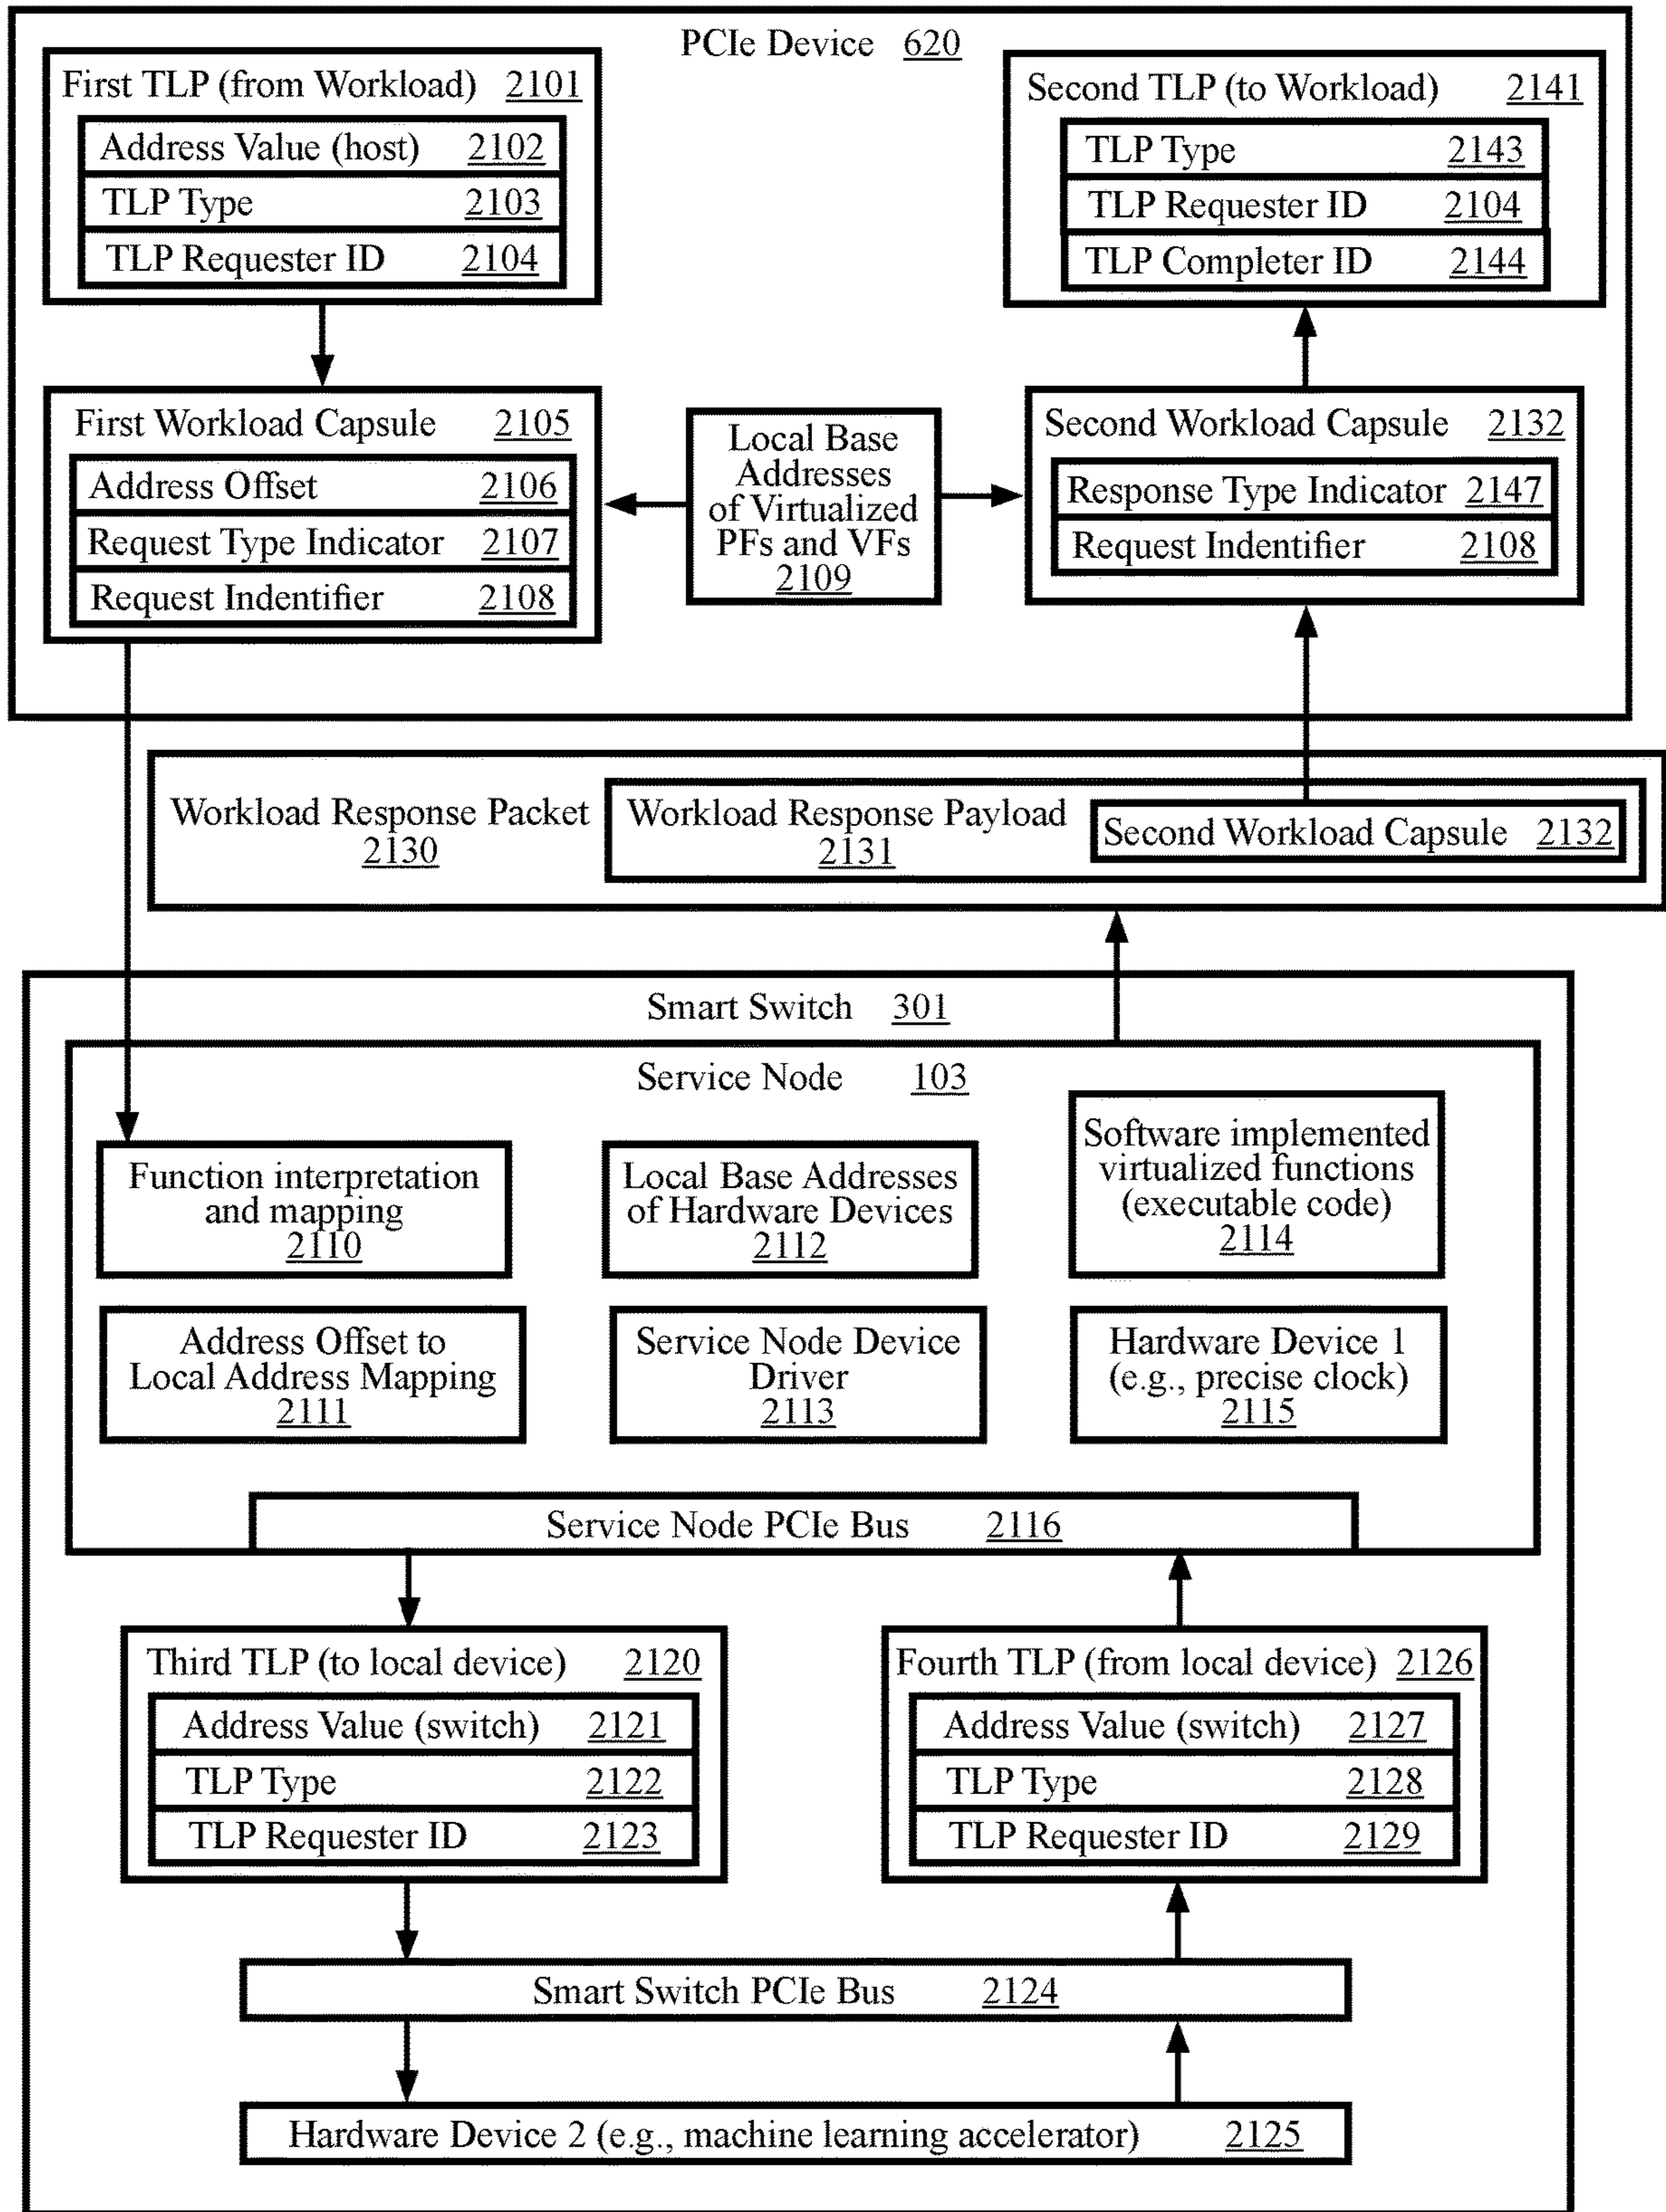 PCIe Device 620
First TLP (from Workload) 2101
Address Value (host) 2102
TLP Type 2103
TLP Requester ID 2104
Second TLP (to Workload) 2141
TLP Type 2143
TLP Requester ID 2104
TLP Completer ID 2144
First Workload Capsule 2105
Address Offset 2106
Request Type Indicator 2107
Request Indentifier 2108
Local Base
Addresses
of Virtualized
PFs and VFs
2109
Second Workload Capsule 2132
Response Type Indicator 2147
Request Indentifier 2108
Workload Response Packet
2130
Workload Response Payload
2131
Second Workload Capsule 2132
Smart Switch 301
Service Node 103
Function interpretation
and mapping
2110
Local Base Addresses
of Hardware Devices
2112
Software implemented
virtualized functions
(executable code)
2114
Address Offset to
Local Address Mapping
2111
Service Node Device
Driver
2113
Hardware Device 1
(e.g., precise clock)
2115
Service Node PCIe Bus 2116
Third TLP (to local device) 2120
Address Value (switch) 2121
TLP Type 2122
TLP Requester ID 2123
Fourth TLP (from local device) 2126
Address Value (switch) 2127
TLP Type 2128
TLP Requester ID 2129
Smart Switch PCIe Bus 2124
Hardware Device 2 (e.g., machine learning accelerator) 2125